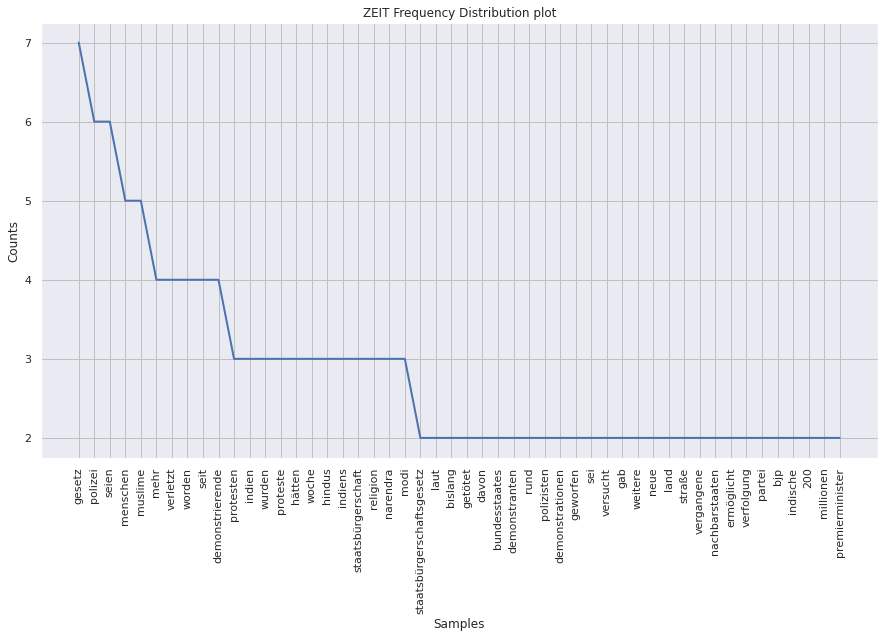 ZEIT Frequency Distribution plot
7
6
5
4
3
2
Counts
gesetz
polizei
seien
menschen
muslime
mehr
verletzt
worden
seit
demonstrierende
protesten
indien
wurden
proteste
hätten
woche
hindus
indiens
staatsbürgerschaft
religion
narendra
modi
staatsbürgerschaftsgesetz
laut
bislang
getötet
davon
bundesstaates
demonstranten
rund
polizisten
demonstrationen
geworfen
sei
versucht
gab
weitere
neue
land
straße
vergangene
nachbarstaaten
ermöglicht
verfolgung
partei
bjp
indische
200
millionen
premierminister
Samples